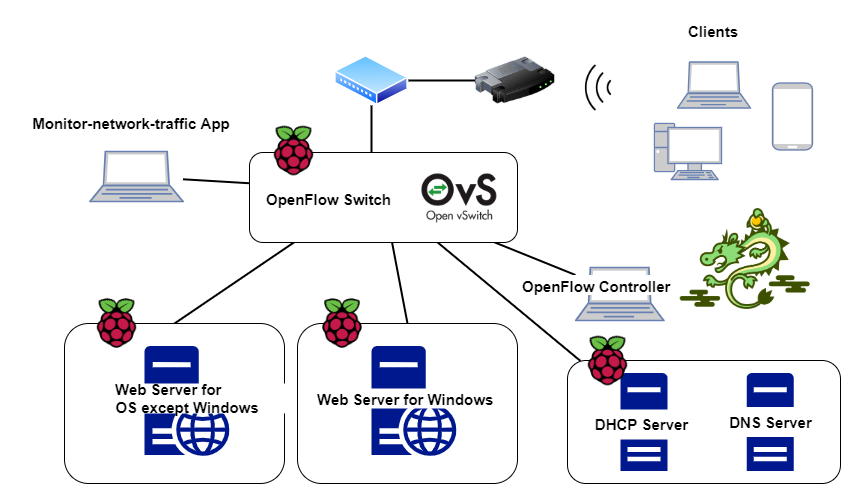 Clients
Monitor-network-traffic App
OpenFlow Switch
OvS
Open vSwitch
OpenFlow Controller
Web Server for
OS except Windows
Web Server for Windows
DHCP Server
DNS Server